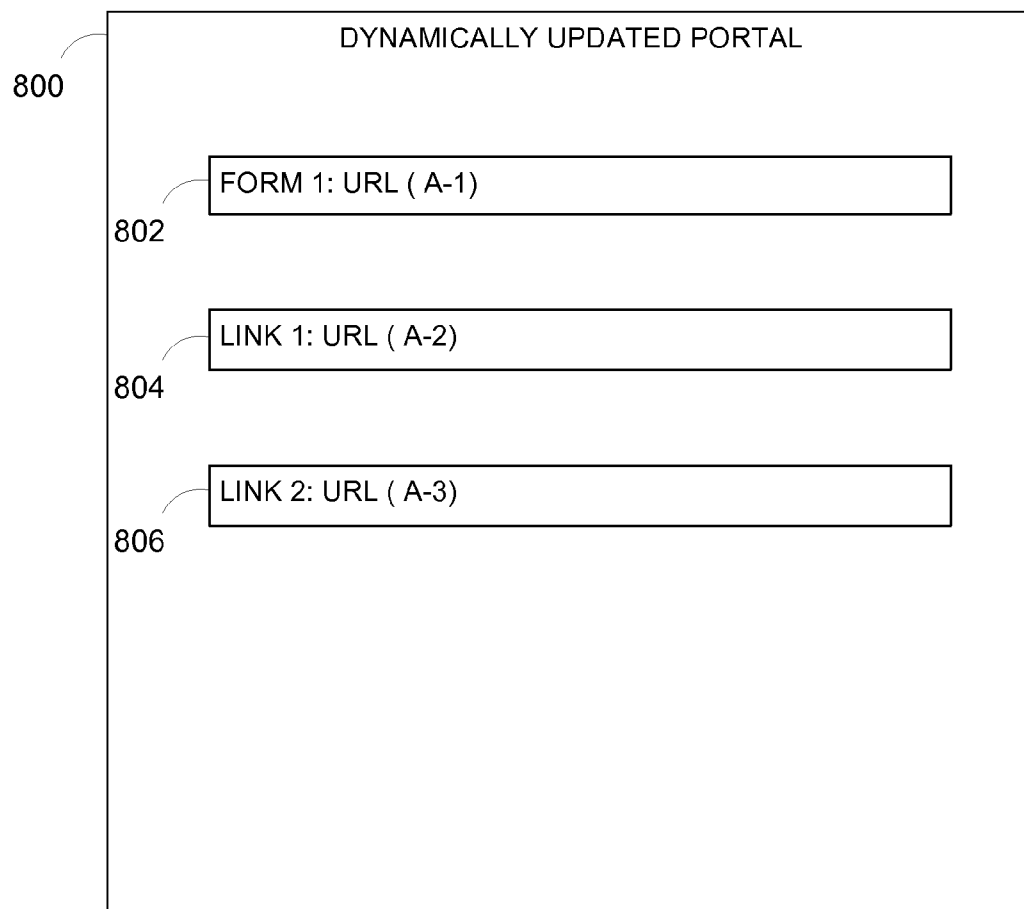 DYNAMICALLY UPDATED PORTAL
800
FORM 1: URL ( A-1)
802
LINK 1: URL ( A-2)
804
LINK 2: URL ( A-3)
806